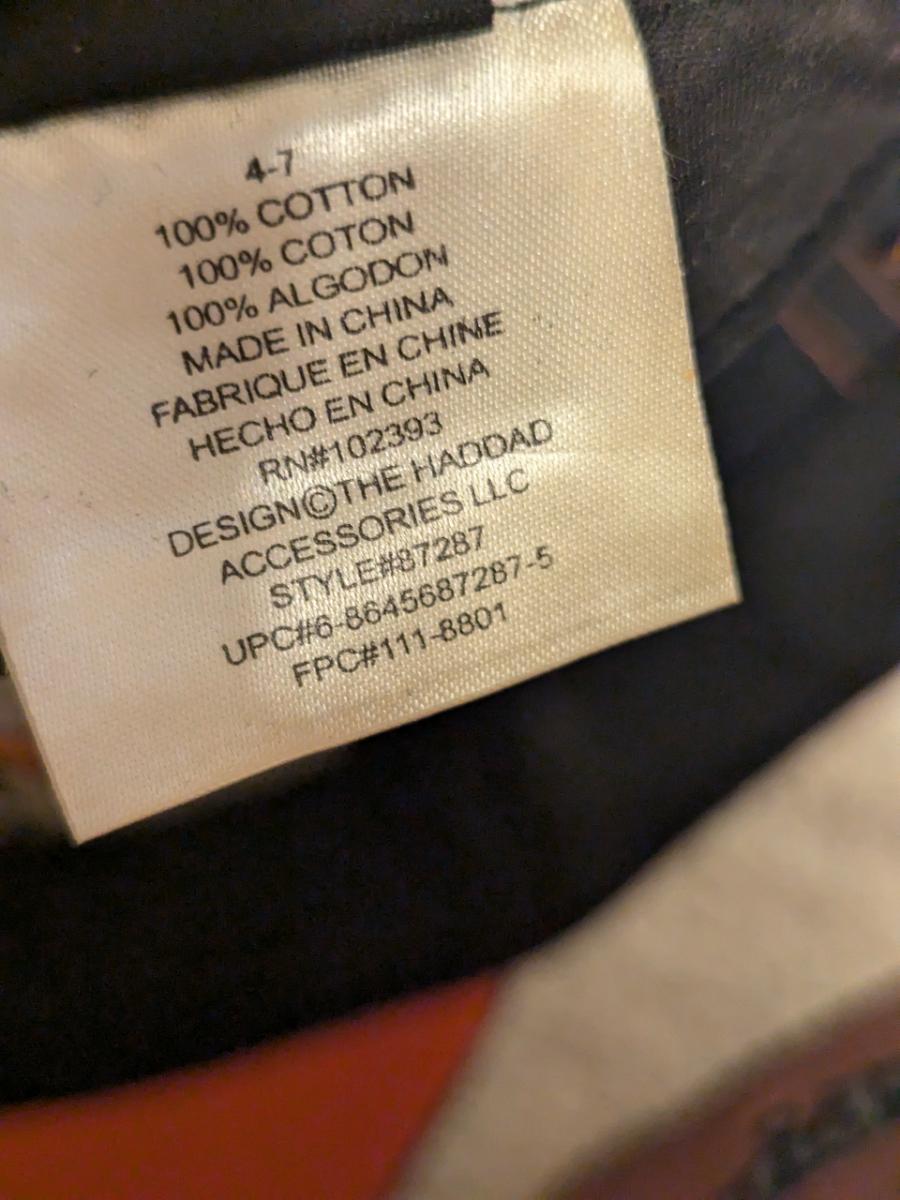 4-7
100% COTTON
100% COTON
100% ALGODON
MADE IN CHINA
FABRIQUE EN CHINE
HECHO EN CHINA
RN#102393
DESIGN©THE HADDAD
ACCESSORIES LLC
STYLE#87287
UPC#6-8645687287-5
FPC#111-8801